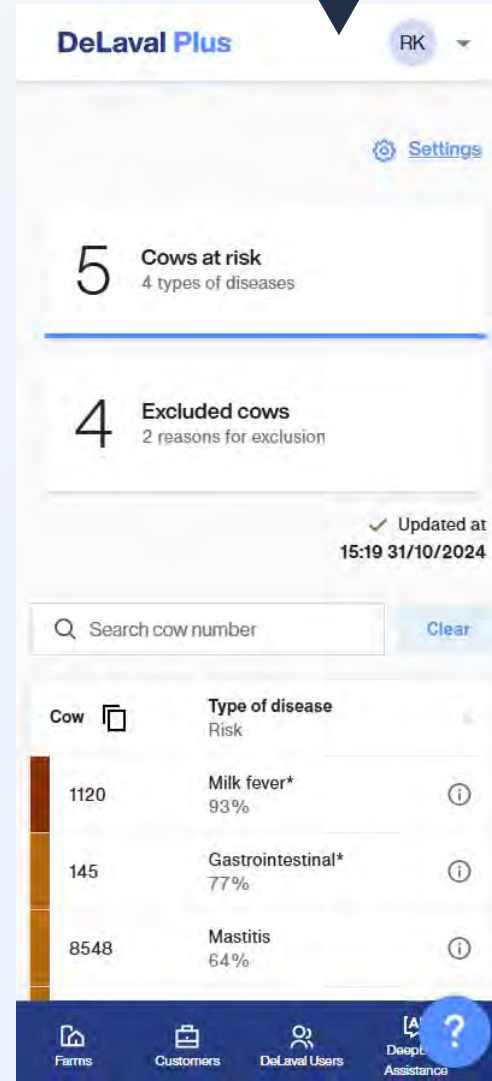 DeLaval Plus
RK
Settings
5
Cows at risk
4 types of diseases
4
Excluded cows
2 reasons for exclusion
Updated at
15:19 31/10/2024
Search cow number
Clear
Cow
Type of disease
Risk
1120
Milk fever*
93%
145
Gastrointestinal*
77%
8548
Mastitis
64%
Farms
Customers
DeLaval Users
Assistance
?